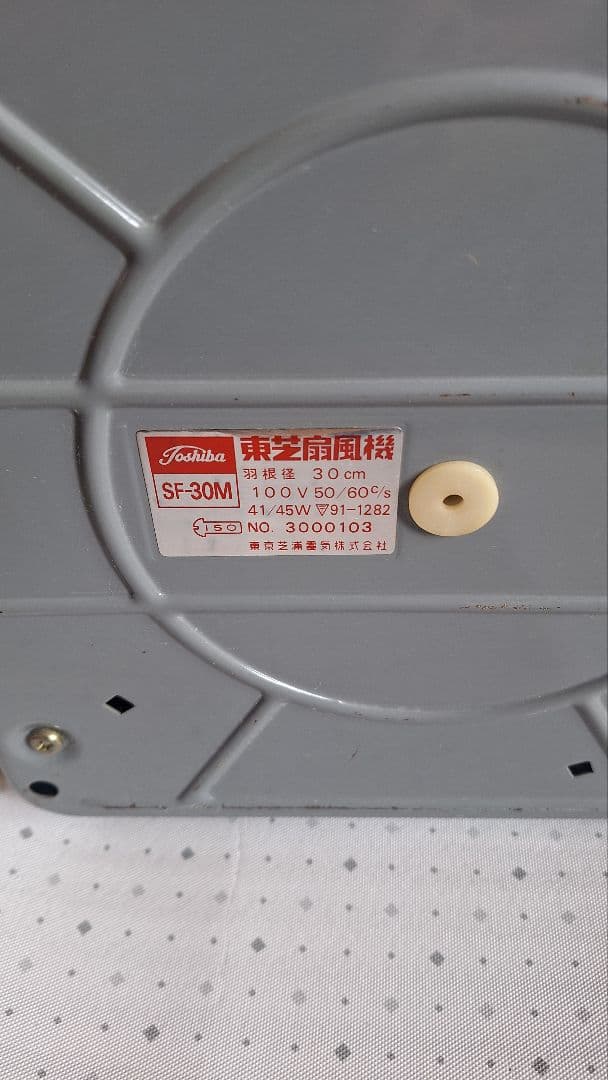 Toshiba 東芝扇風機
羽根径 30cm
SF-30M 100V 50/60c/s
41/45W ▽91-1282
ISO NO. 3000103
東京芝浦電気株式会社